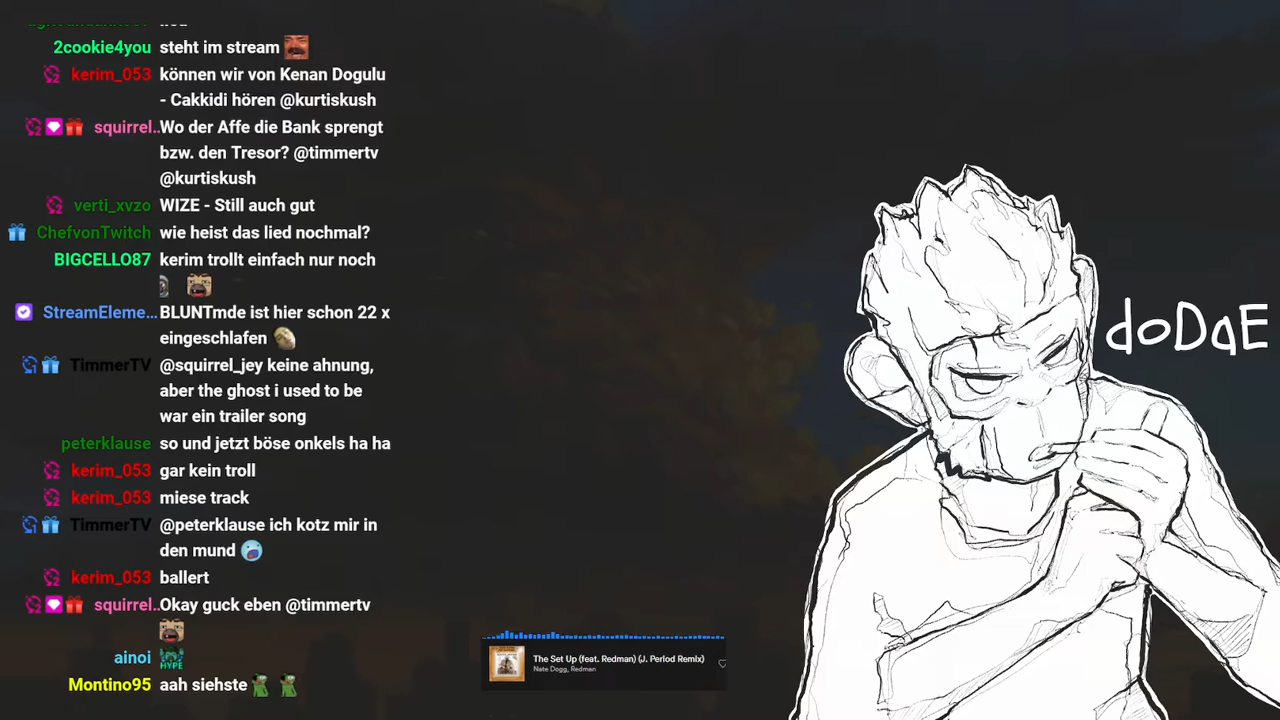 2cookie4you steht im stream
kerim_053 können wir von Kenan Dogulu
- Cakkidi hören @kurtiskush
squirrel.. Wo der Affe die Bank sprengt
bzw. den Tresor? @timmertv
@kurtiskush
verti_xvzo WIZE - Still auch gut
ChefvonTwitch wie heist das lied nochmal?
BIGCELLO87 kerim trollt einfach nur noch
StreamEleme... BLUNTmde ist hier schon 22 x
eingeschlafen
TimmerTV @squirrel_jey keine ahnung,
aber the ghost i used to be
war ein trailer song
peterklause so und jetzt böse onkels ha ha
kerim_053 gar kein troll
kerim_053 miese track
TimmerTV @peterklause ich kotz mir in
den mund
kerim_053 ballert
squirrel.. Okay guck eben @timmertv
ainoi HYPE
Montino95 aah siehste
doDaE
The Set Up (feat. Redman) (J. Period Remix)
Nate Dogg, Redman